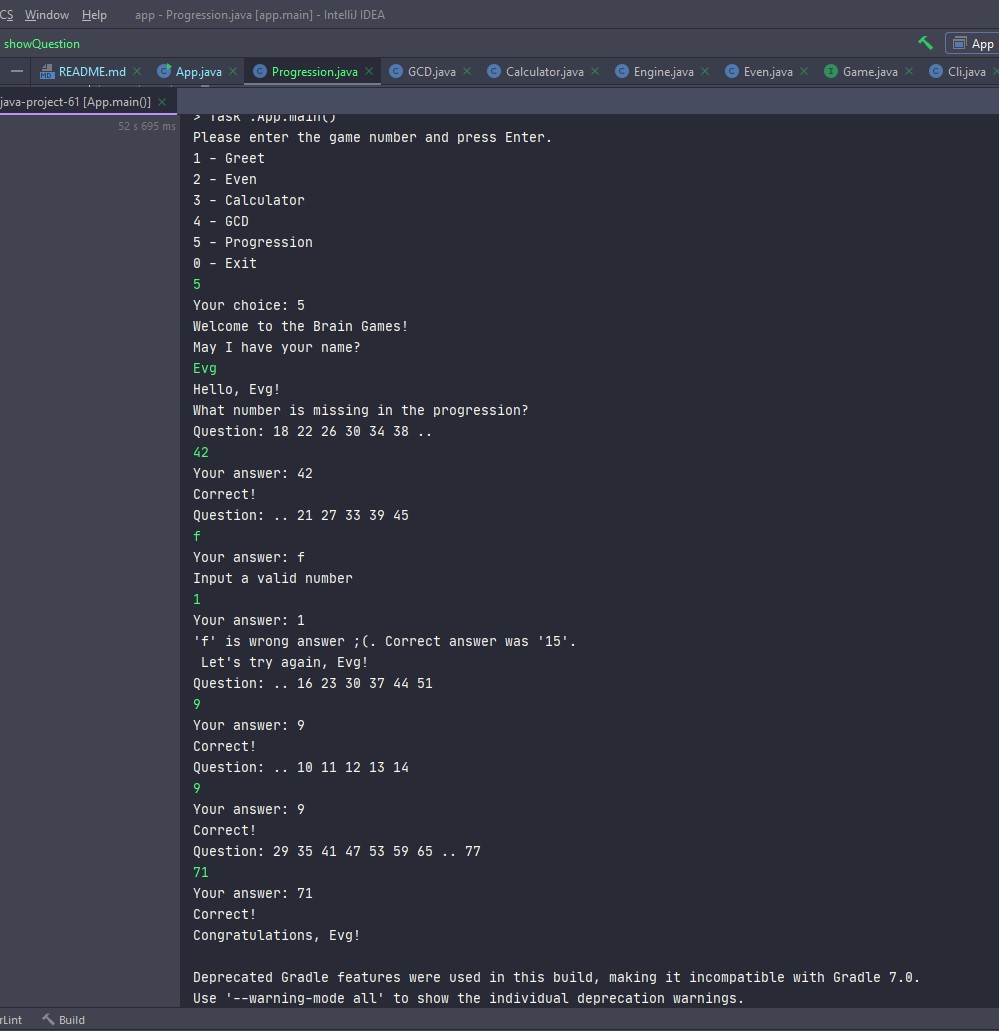 CS Window Help app - Progression.java [app.main] - IntelliJ IDEA
showQuestion App
README.md App.java Progression.java GCD.java Calculator.java Engine.java Even.java Game.java Cli.java
java-project-61 [App.main()]
52 s 695 ms
> Task :App.main()
Please enter the game number and press Enter.
1 - Greet
2 - Even
3 - Calculator
4 - GCD
5 - Progression
0 - Exit
5
Your choice: 5
Welcome to the Brain Games!
May I have your name?
Evg
Hello, Evg!
What number is missing in the progression?
Question: 18 22 26 30 34 38 ..
42
Your answer: 42
Correct!
Question: .. 21 27 33 39 45
f
Your answer: f
Input a valid number
1
Your answer: 1
'f' is wrong answer ;(. Correct answer was '15'.
Let's try again, Evg!
Question: .. 16 23 30 37 44 51
9
Your answer: 9
Correct!
Question: .. 10 11 12 13 14
9
Your answer: 9
Correct!
Question: 29 35 41 47 53 59 65 .. 77
71
Your answer: 71
Correct!
Congratulations, Evg!
Deprecated Gradle features were used in this build, making it incompatible with Gradle 7.0.
Use '--warning-mode all' to show the individual deprecation warnings.
rLint Build